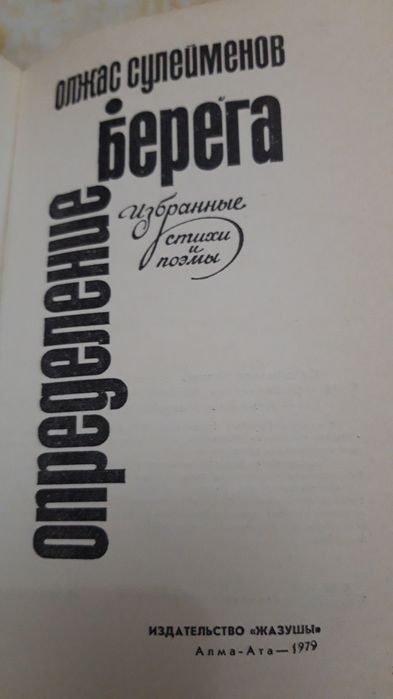 олжас сулейменов
определение
берега
Избранные
стихи
и
поэмы
ИЗДАТЕЛЬСТВО «ЖАЗУШЫ»
Алма-Ата—1979